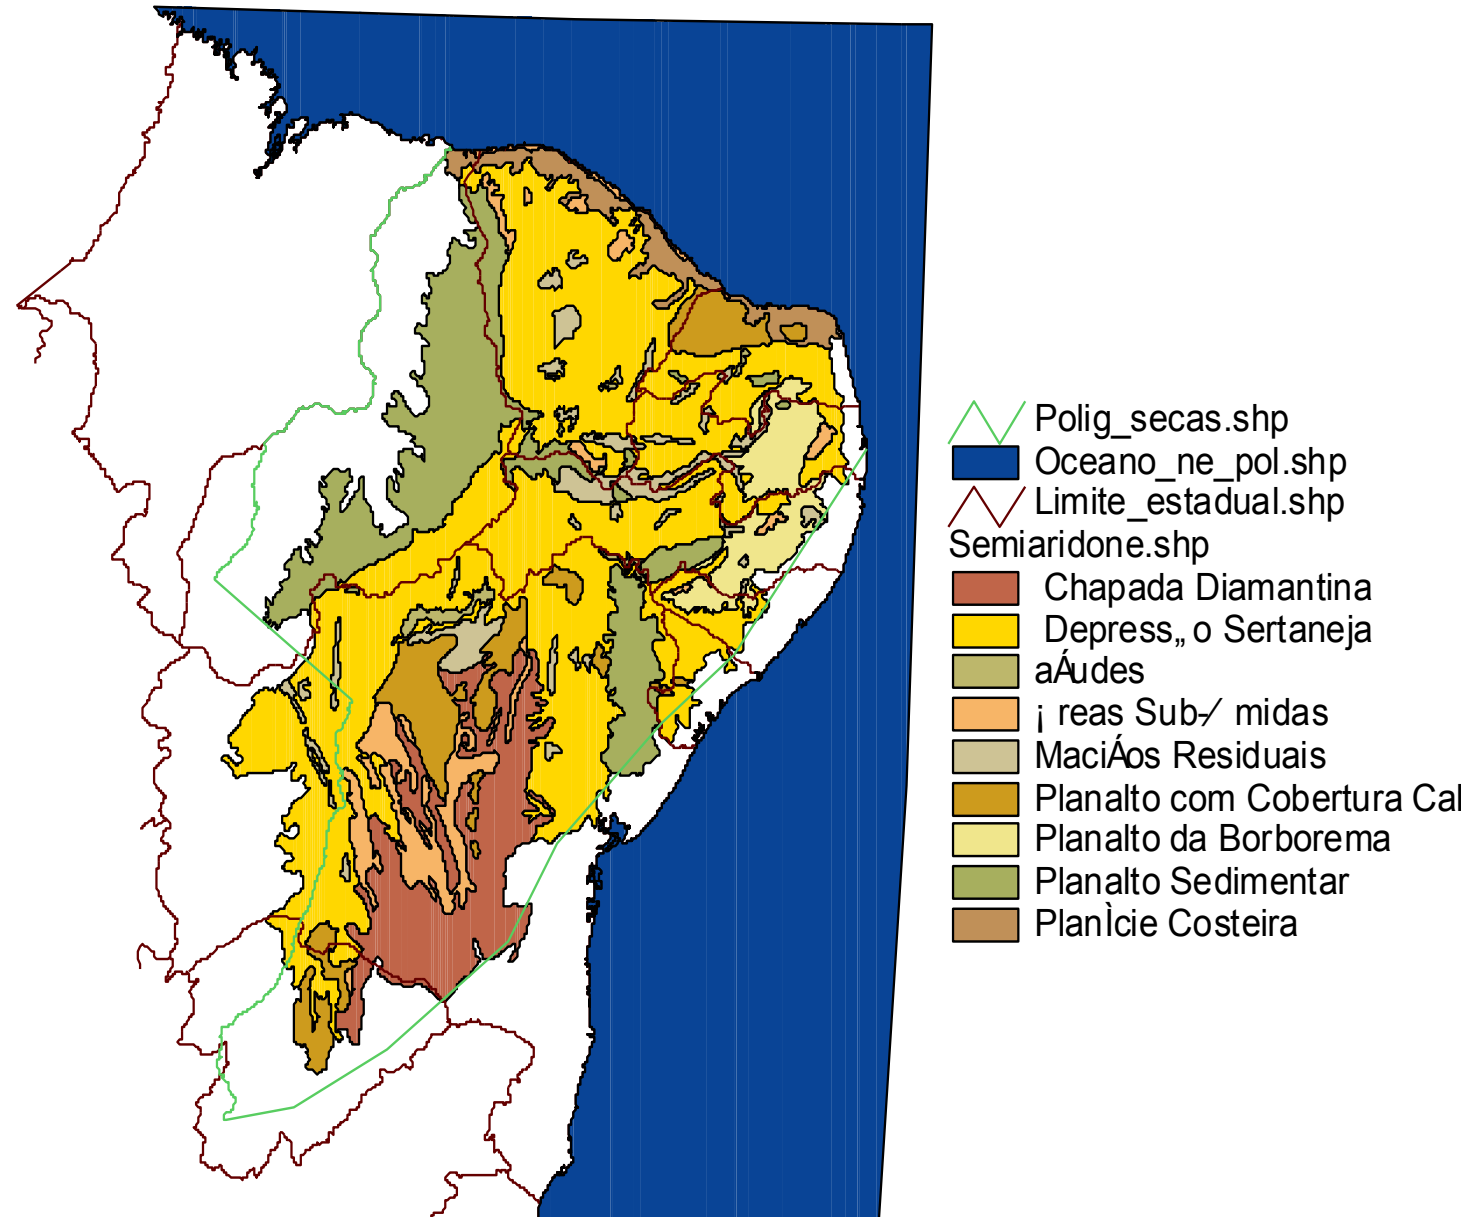 Polig_secas.shp
Oceano_ne_pol.shp
Limite_estadual.shp
Semiaridone.shp
Chapada Diamantina
Depress„o Sertaneja
aÁudes
¡reas Sub-⁄midas
MaciÁos Residuais
Planalto com Cobertura Cal
Planalto da Borborema
Planalto Sedimentar
PlanÌcie Costeira